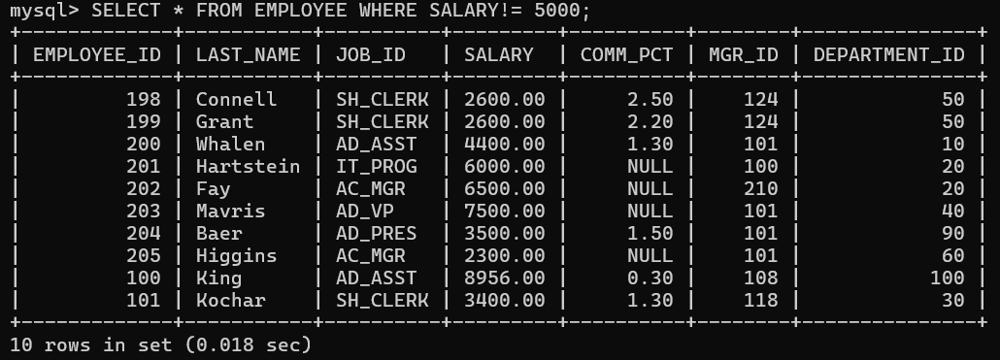 mysql> SELECT * FROM EMPLOYEE WHERE SALARY!= 5000;
+-------------+------------+----------+---------+----------+--------+---------------+
| EMPLOYEE_ID | LAST_NAME | JOB_ID | SALARY | COMM_PCT | MGR_ID | DEPARTMENT_ID |
+-------------+------------+----------+---------+----------+--------+---------------+
| 198 | Connell | SH_CLERK | 2600.00 | 2.50 | 124 | 50 |
| 199 | Grant | SH_CLERK | 2600.00 | 2.20 | 124 | 50 |
| 200 | Whalen | AD_ASST | 4400.00 | 1.30 | 101 | 10 |
| 201 | Hartstein | IT_PROG | 6000.00 | NULL | 100 | 20 |
| 202 | Fay | AC_MGR | 6500.00 | NULL | 210 | 20 |
| 203 | Mavris | AD_VP | 7500.00 | NULL | 101 | 40 |
| 204 | Baer | AD_PRES | 3500.00 | 1.50 | 101 | 90 |
| 205 | Higgins | AC_MGR | 2300.00 | NULL | 101 | 60 |
| 100 | King | AD_ASST | 8956.00 | 0.30 | 108 | 100 |
| 101 | Kochar | SH_CLERK | 3400.00 | 1.30 | 118 | 30 |
+-------------+------------+----------+---------+----------+--------+---------------+
10 rows in set (0.018 sec)